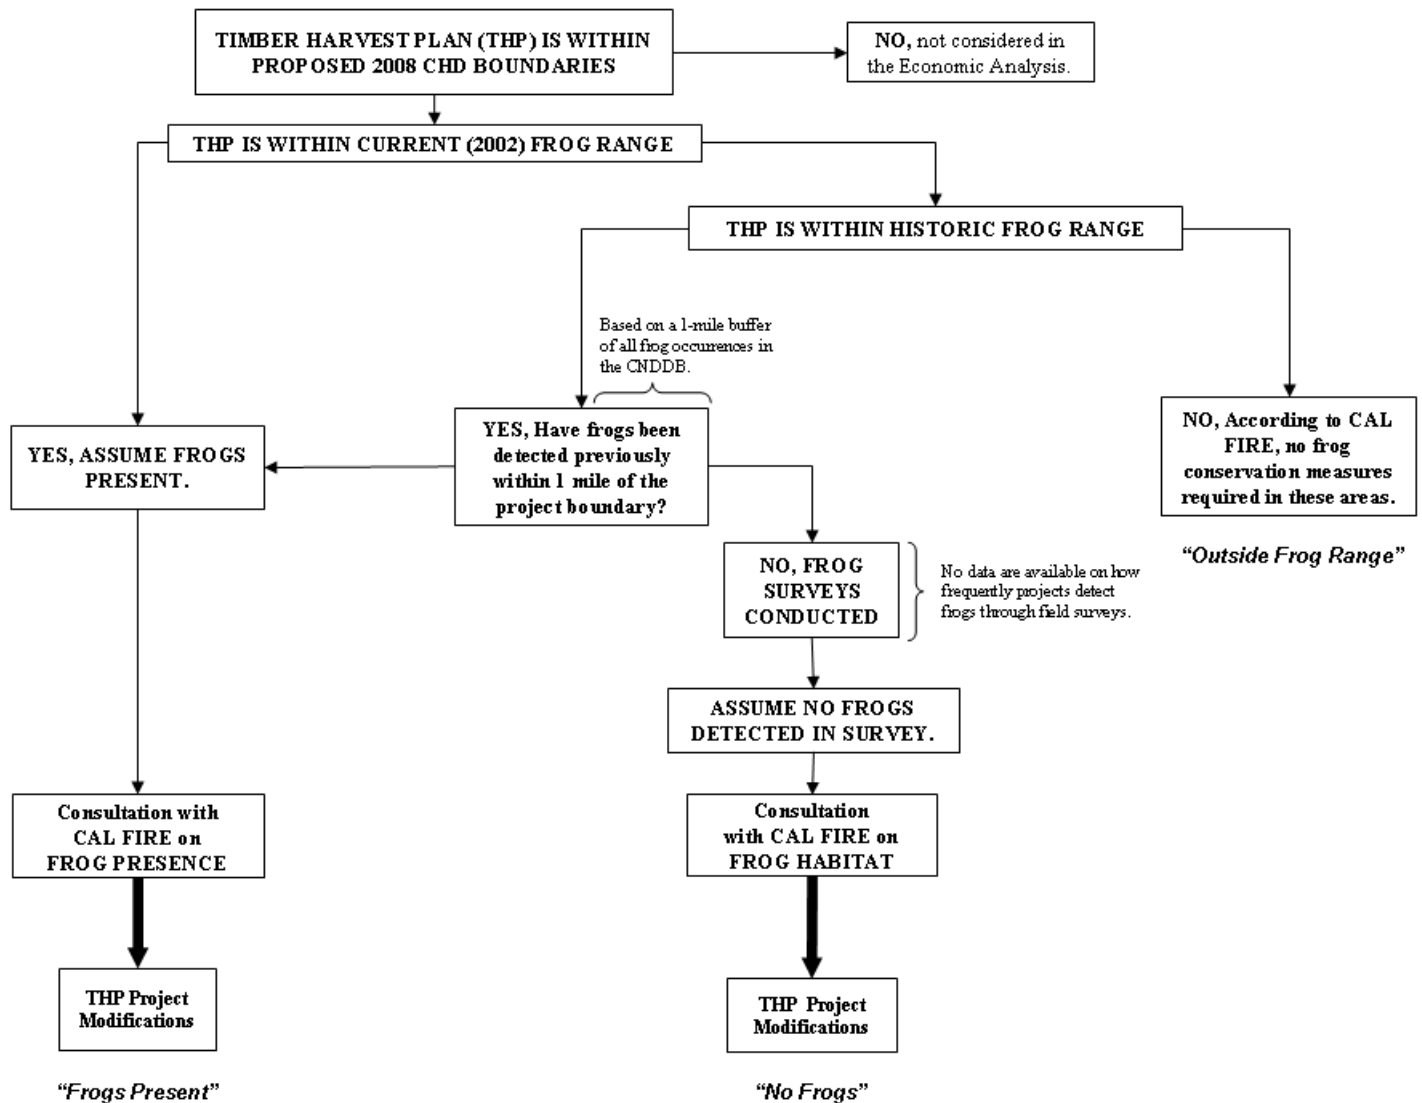 TIMBER HARVEST PLAN (THP) IS WITHIN
PROPOSED 2008 CHD BOUNDARIES
NO, not considered in
the Economic Analysis.
THP IS WITHIN CURRENT (2002) FROG RANGE
THP IS WITHIN HISTORIC FROG RANGE
Based on a 1-mile buffer
of all frog occurrences in
the CNDDB.
YES, ASSUME FROGS
PRESENT.
YES, Have frogs been
detected previously
within 1 mile of the
project boundary?
NO, According to CAL
FIRE, no frog
conservation measures
required in these areas.
“Outside Frog Range”
NO, FROG
SURVEYS
CONDUCTED
No data are available on how
frequently projects detect
frogs through field surveys.
ASSUME NO FROGS
DETECTED IN SURVEY.
Consultation with
CAL FIRE on
FROG PRESENCE
Consultation
with CAL FIRE on
FROG HABITAT
THP Project
Modifications
THP Project
Modifications
“Frogs Present”
“No Frogs”